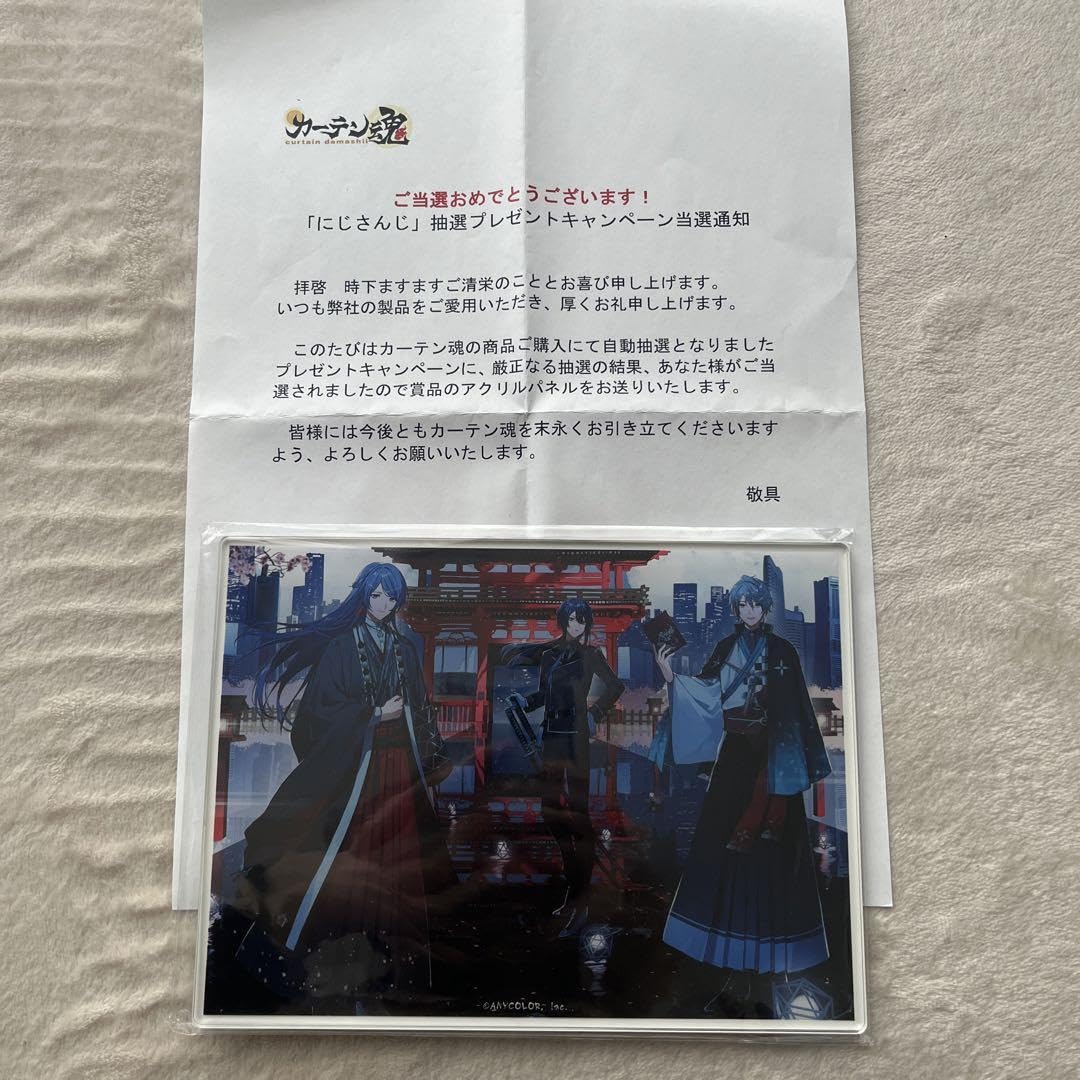 カーテン魂
curtain damashii
ご当選おめでとうございます！
「にじさんじ」抽選プレゼントキャンペーン当選通知
拝啓　時下ますますご清栄のこととお喜び申し上げます。
いつも弊社の製品をご愛用いただき、厚くお礼申し上げます。
このたびはカーテン魂の商品ご購入にて自動抽選となりました
プレゼントキャンペーンに、厳正なる抽選の結果、あなた様がご当
選されましたので賞品のアクリルパネルをお送りいたします。
皆様には今後ともカーテン魂を末永くお引き立てくださいます
よう、よろしくお願いいたします。
敬具
©ANYCOLOR, Inc.